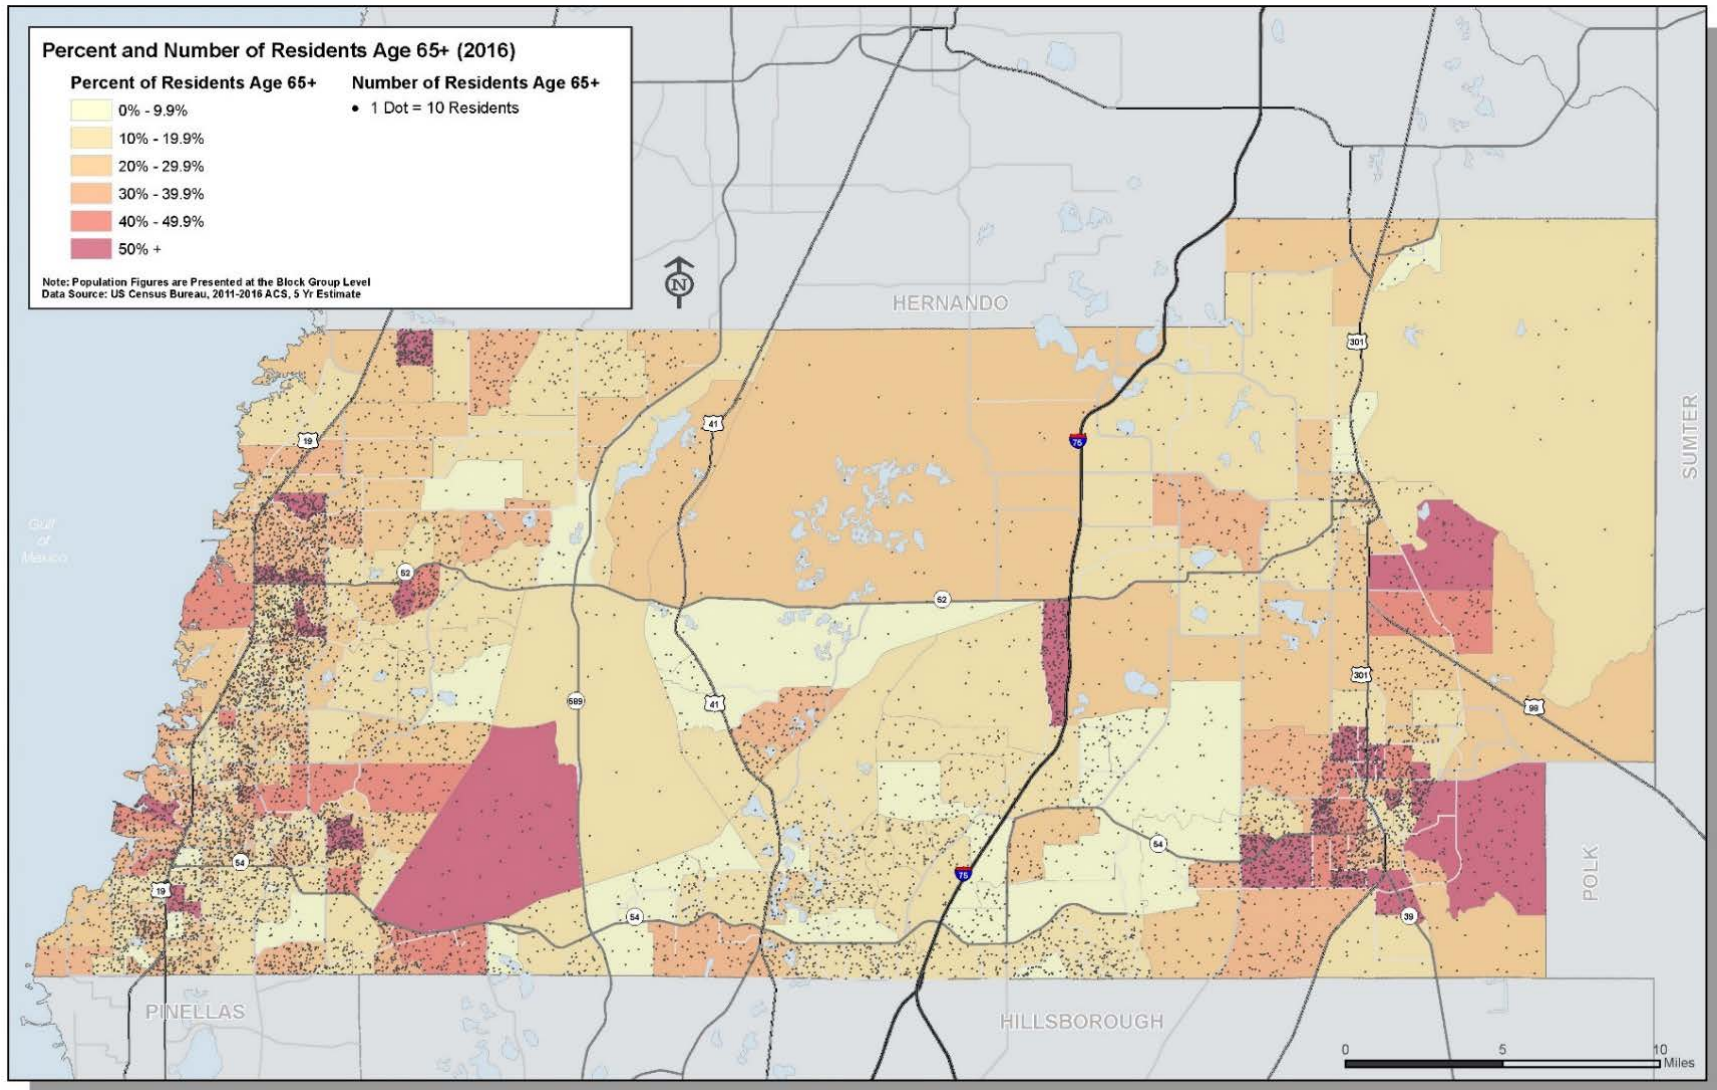 Percent and Number of Residents Age 65+ (2016)
Percent of Residents Age 65+
0% - 9.9%
10% - 19.9%
20% - 29.9%
30% - 39.9%
40% - 49.9%
50% +
Number of Residents Age 65+
1 Dot = 10 Residents
Note: Population Figures are Presented at the Block Group Level
Data Source: US Census Bureau, 2011-2016 ACS, 5 Yr Estimate
N
HERNANDO
301
SUMTER
41
19
75
Gulf
of
Mexico
52
52
301
589
41
98
54
54
75
POLK
19
54
39
PINELLAS
HILLSBOROUGH
0 5 10
Miles